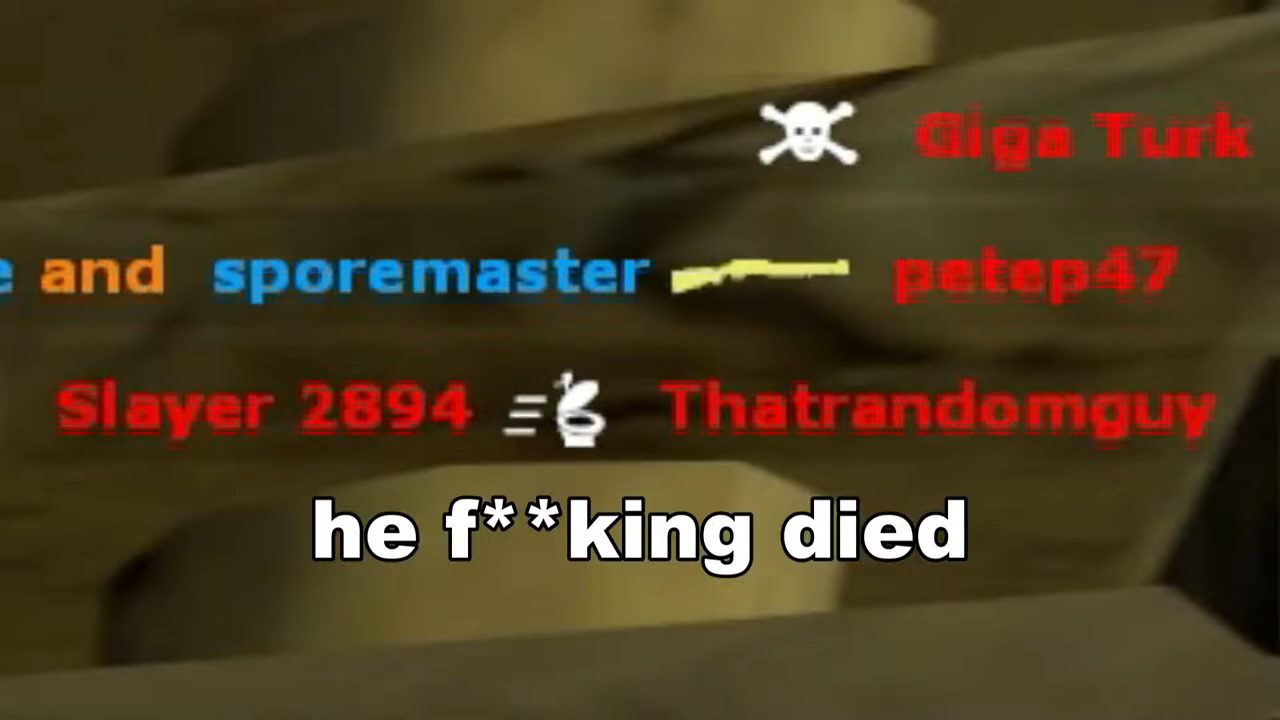 Giga Turk
e and sporemaster petep47
Slayer 2894 Thatrandomguy
he f**king died